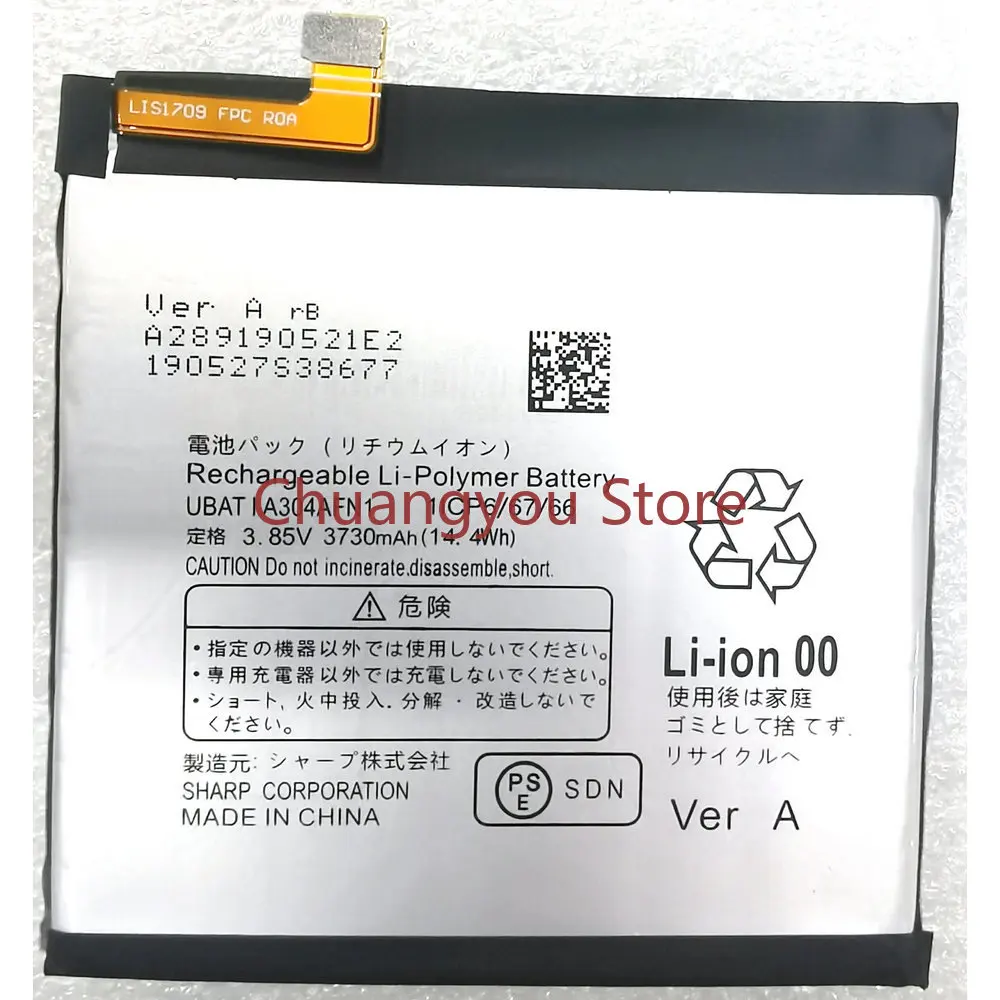 LIS1709 FPC R0A
Ver A rB
A289190521E2
190527S38677
電池パック (リチウムイオン)
Rechargeable Li-Polymer Battery
UBAT
定格 3.85V 3730mAh(14.4Wh)
CAUTION Do not incinerate.disassemble,short.
Chuangyou Store
⚠ 危険
・指定の機器以外では使用しないでください。
・専用充電器以外では充電しないでください。
・ショート, 火中投入. 分解 ・ 改造しないで
ください。
製造元: シャープ株式会社
SHARP CORPORATION
MADE IN CHINA
PS
E
SDN
Li-ion 00
使用後は家庭
ゴミとして捨てず.
リサイクルへ
Ver A